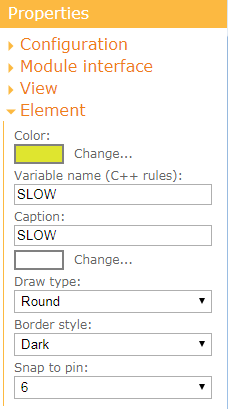 Properties
Configuration
Module interface
View
Element
Color:
Change...
Variable name (C++ rules):
SLOW
Caption:
SLOW
Change...
Draw type:
Round
Border style:
Dark
Snap to pin:
6